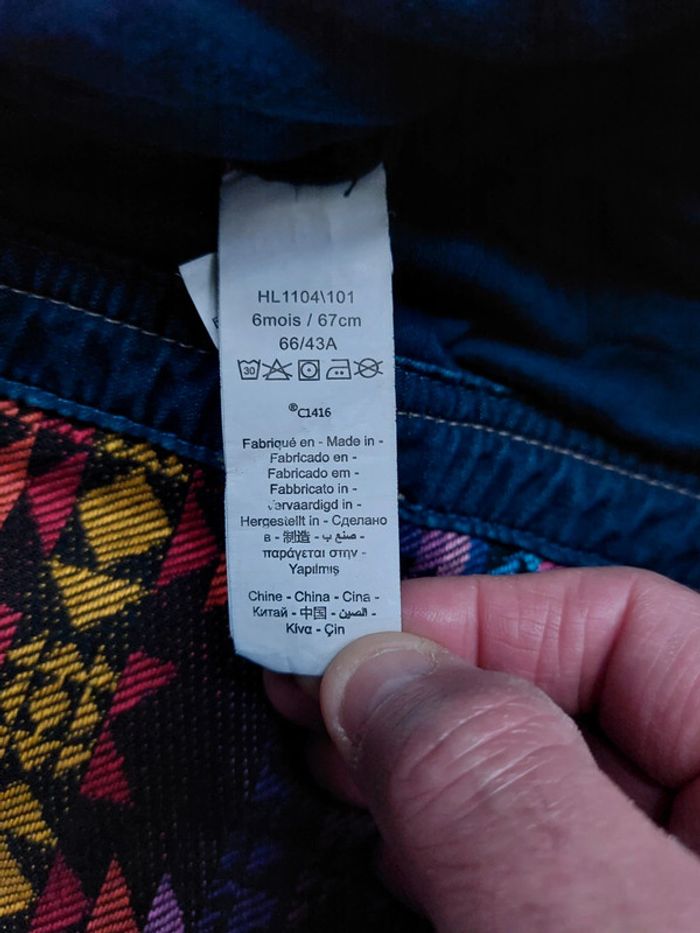 HL1104\101
6mois / 67cm
66/43A
30
®C1416
Fabriqué en - Made in -
Fabricado en -
Fabricado em -
Fabbricato in -
Vervaardigd in -
Hergestellt in - Сделано
в - 制造 - صنع ب -
παράγεται στην -
Yapılmış
Chine - China - Cina -
Китай - 中国 - الصين -
Κίνα - Çin